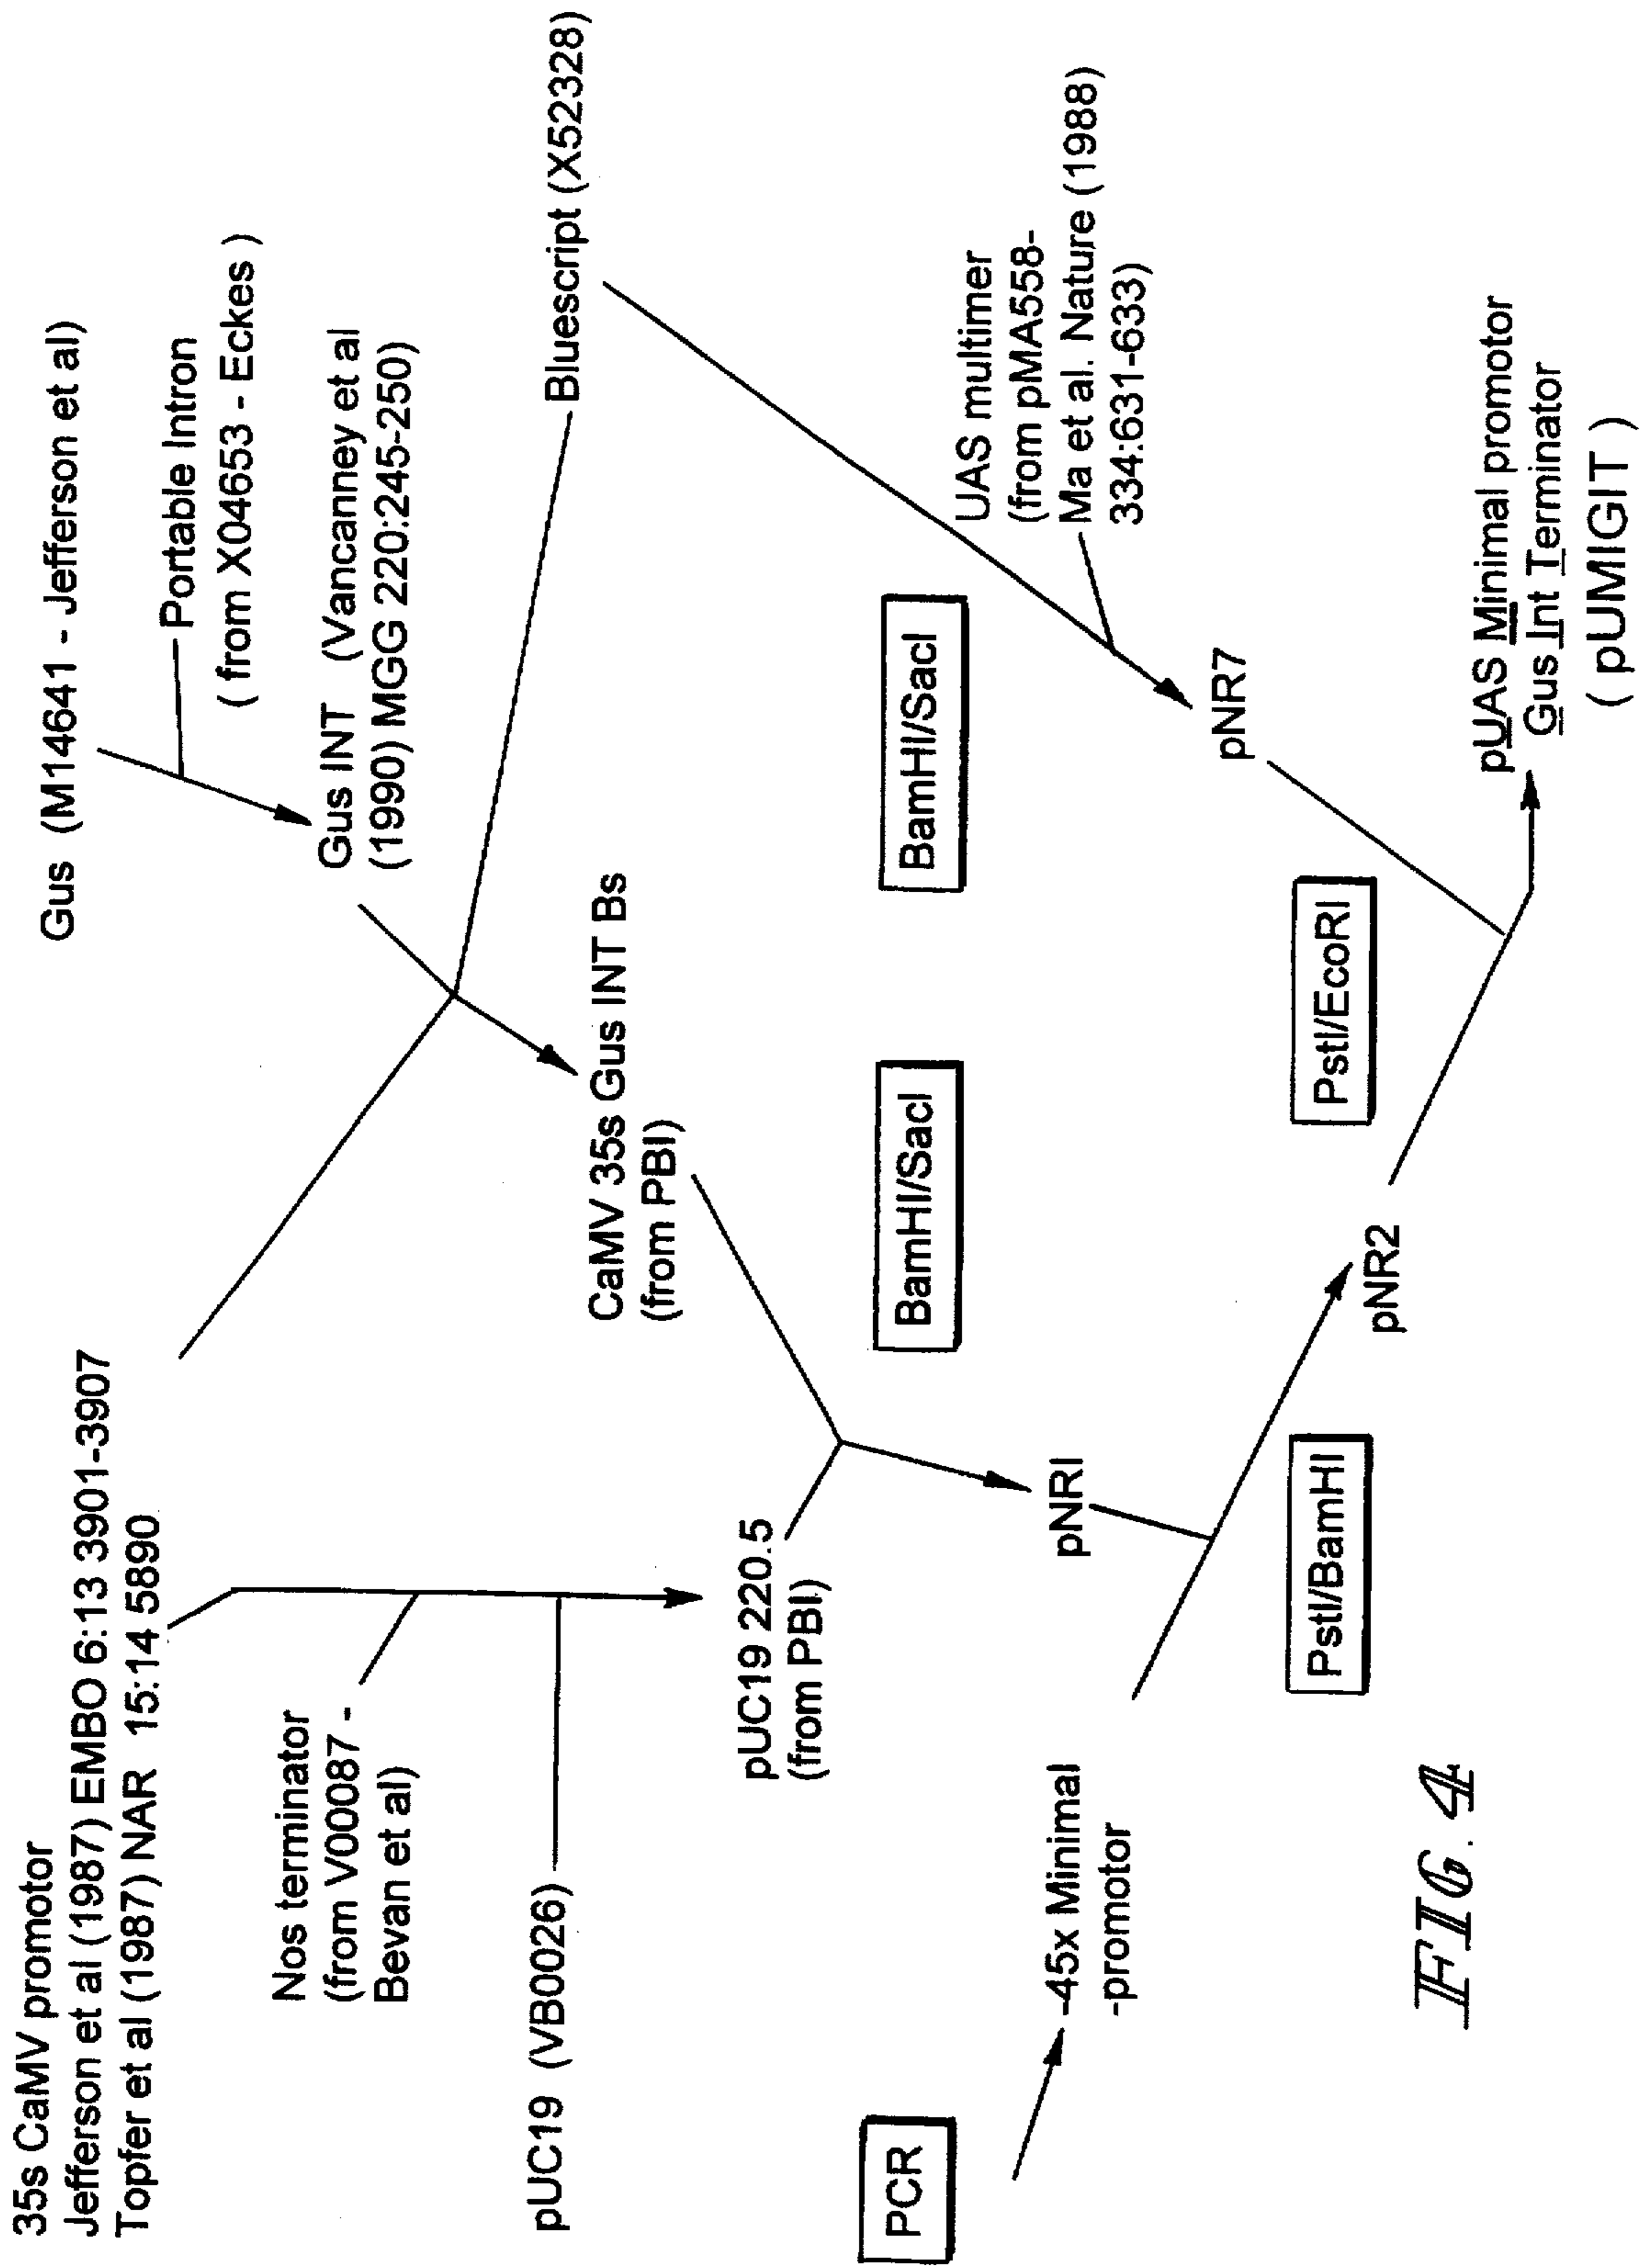 35s CaMV promotor
Jefferson et al (1987) EMBO 6:13 3901-3907
Topfer et al (1987) NAR 15:14 5890
Gus (M14641 - Jefferson et al)
Portable Intron
( from X04653 - Eckes )
Nos terminator
(from V00087 -
Bevan et al)
Gus INT (Vancanney et al
(1990) MGG 220:245-250)
pUC19 (VB0026)
Bluescript (X52328)
CaMV 35s Gus INT Bs
(from PBI)
pUC19 220.5
(from PBI)
PCR
BamHI/SacI
BamHI/SacI
UAS multimer
(from pMA558-
Ma et al. Nature (1988)
334:631-633)
-45x Minimal
-promotor
pNRI
pNR7
PstI/BamHI
PstI/EcoRI
pNR2
pUAS Minimal promotor
Gus Int Terminator
( pUMIGIT )
FIG. 4